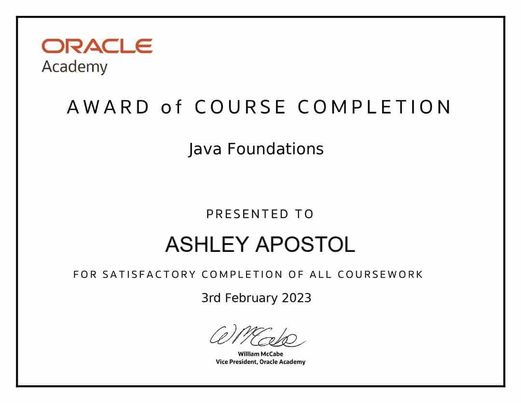 ORACLE
Academy
AWARD of COURSE COMPLETION
Java Foundations
PRESENTED TO
ASHLEY APOSTOL
FOR SATISFACTORY COMPLETION OF ALL COURSEWORK
3rd February 2023
WMcCabe
William McCabe
Vice President, Oracle Academy